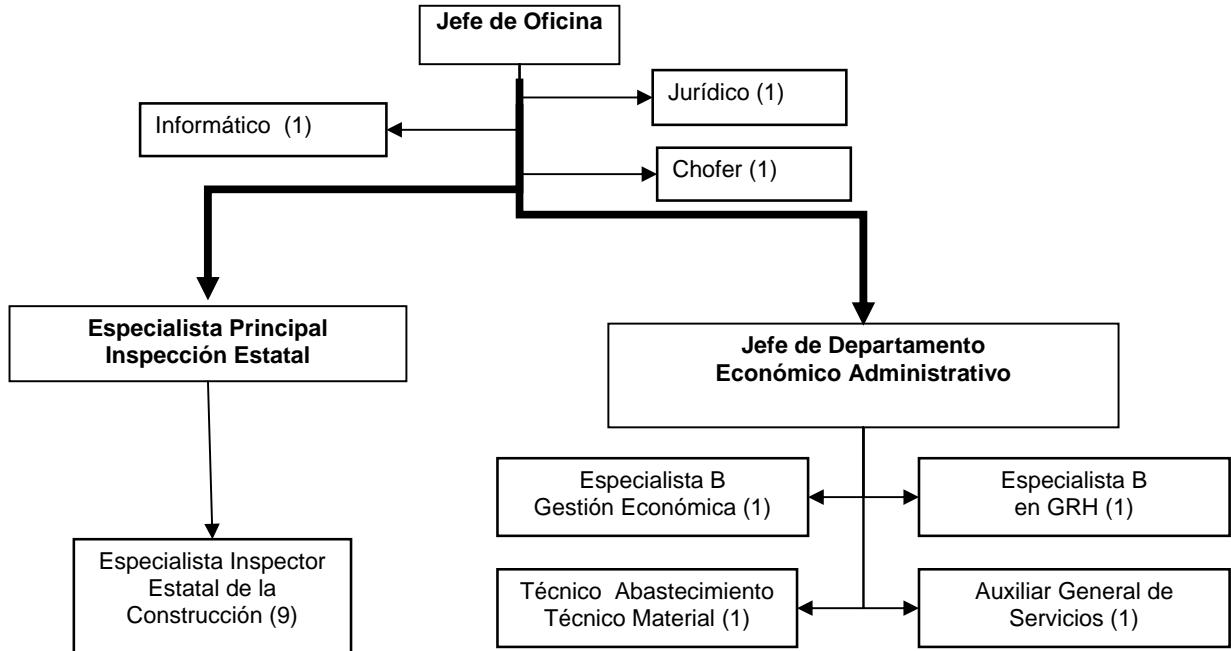 Jefe de Oficina
Jurídico (1)
Informático (1)
Chofer (1)
Especialista Principal
Inspección Estatal
Jefe de Departamento
Económico Administrativo
Especialista B
Gestión Económica (1)
Especialista B
en GRH (1)
Especialista Inspector
Estatal de la
Construcción (9)
Técnico Abastecimiento
Técnico Material (1)
Auxiliar General de
Servicios (1)